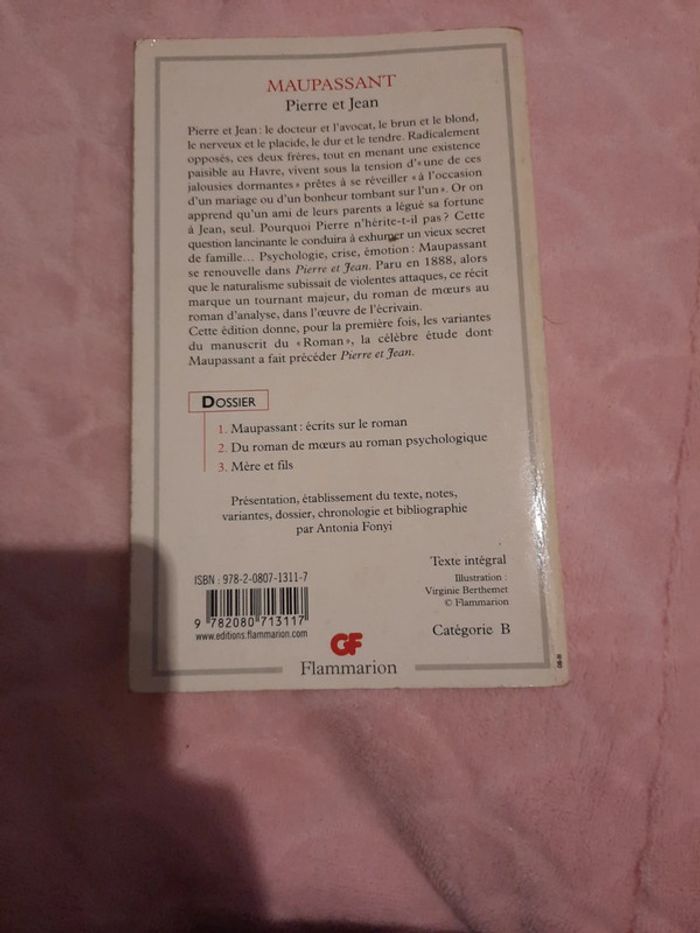 MAUPASSANT
Pierre et Jean
Pierre et Jean : le docteur et l'avocat, le brun et le blond,
le nerveux et le placide, le dur et le tendre. Radicalement
opposés, ces deux frères, tout en menant une existence
paisible au Havre, vivent sous la tension d'« une de ces
jalousies dormantes » prêtes à se réveiller « à l'occasion
d'un mariage ou d'un bonheur tombant sur l'un ». Or on
apprend qu'un ami de leurs parents a légué sa fortune
à Jean, seul. Pourquoi Pierre n'hérite-t-il pas ? Cette
question lancinante le conduira à exhumer un vieux secret
de famille... Psychologie, crise, émotion : Maupassant
se renouvelle dans Pierre et Jean. Paru en 1888, alors
que le naturalisme subissait de violentes attaques, ce récit
marque un tournant majeur, du roman de mœurs au
roman d'analyse, dans l'œuvre de l'écrivain.
Cette édition donne, pour la première fois, les variantes
du manuscrit du « Roman », la célèbre étude dont
Maupassant a fait précéder Pierre et Jean.
DOSSIER
1. Maupassant : écrits sur le roman
2. Du roman de mœurs au roman psychologique
3. Mère et fils
Présentation, établissement du texte, notes,
variantes, dossier, chronologie et bibliographie
par Antonia Fonyi
Texte intégral
ISBN : 978-2-0807-1311-7
Illustration :
Virginie Berthemet
© Flammarion
9 782080 713117
www.editions.flammarion.com
Catégorie B
GF
Flammarion